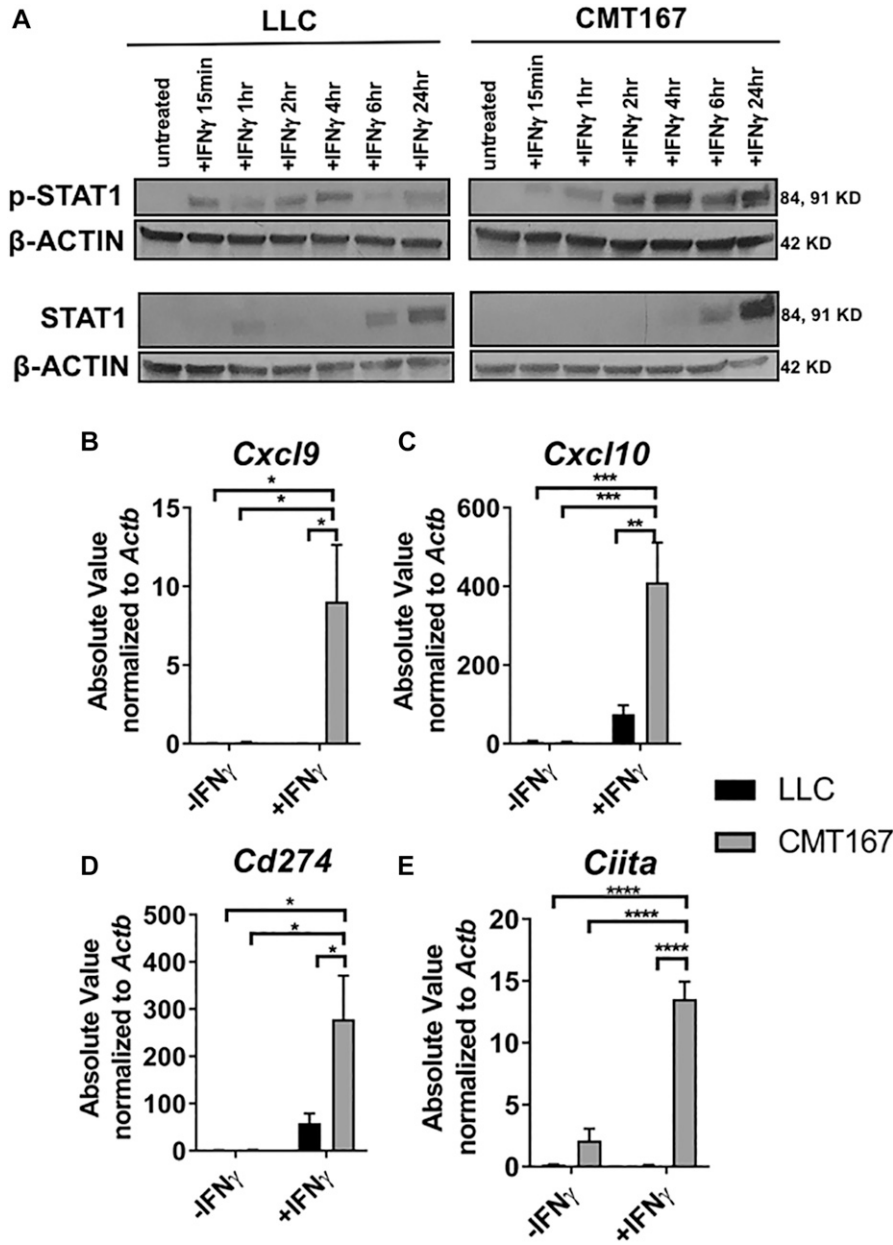 A
LLC
CMT167
untreated
+IFNγ 15min
+IFNγ 1hr
+IFNγ 2hr
+IFNγ 4hr
+IFNγ 6hr
+IFNγ 24hr
untreated
+IFNγ 15min
+IFNγ 1hr
+IFNγ 2hr
+IFNγ 4hr
+IFNγ 6hr
+IFNγ 24hr
p-STAT1
84, 91 KD
β-ACTIN
42 KD
STAT1
84, 91 KD
β-ACTIN
42 KD
B
Cxcl9
Absolute Value
normalized to Actb
15
10
5
0
*
*
*
-IFNγ
+IFNγ
C
Cxcl10
Absolute Value
normalized to Actb
600
400
200
0
***
***
**
-IFNγ
+IFNγ
LLC
CMT167
D
Cd274
Absolute Value
normalized to Actb
500
400
300
200
100
0
*
*
*
-IFNγ
+IFNγ
E
Ciita
Absolute Value
normalized to Actb
20
15
10
5
0
****
****
****
-IFNγ
+IFNγ